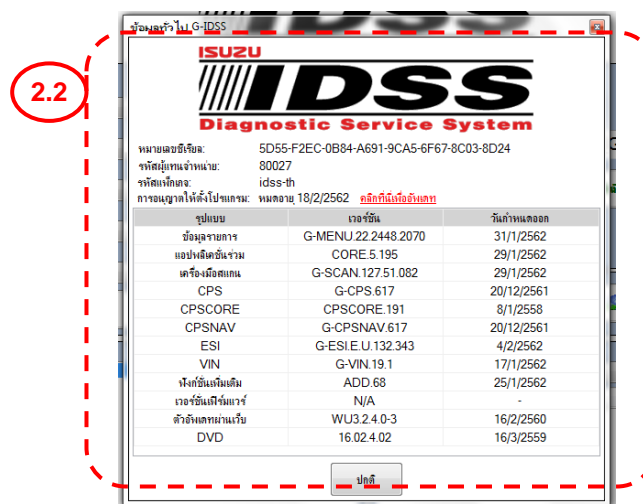 ข้อมูลทั่วไป G-IDSS
2.2
ISUZU
IDSS
Diagnostic Service System
หมายเลขซีเรียล: 5D55-F2EC-0B84-A691-9CA5-6F67-8C03-8D24
รหัสผู้แทนจำหน่าย: 80027
รหัสแพ็กเกจ: idss-th
การอนุญาตให้ตั้งโปรแกรม: หมดอายุ 18/2/2562 คลิกที่นี่เพื่ออัพเดท
รูปแบบ เวอร์ชัน วันกำหนดออก
ข้อมูลรายการ G-MENU.22.2448.2070 31/1/2562
แอปพลิเคชั่นร่วม CORE.5.195 29/1/2562
เครื่องมือสแกน G-SCAN.127.51.082 29/1/2562
CPS G-CPS.617 20/12/2561
CPSCORE CPSCORE.191 8/1/2558
CPSNAV G-CPSNAV.617 20/12/2561
ESI G-ESI.E.U.132.343 4/2/2562
VIN G-VIN.19.1 17/1/2562
ฟังก์ชั่นเพิ่มเติม ADD.68 25/1/2562
เวอร์ชั่นเฟิร์มแวร์ N/A -
ตัวอัพเดทผ่านเว็บ WU3.2.4.0-3 16/2/2560
DVD 16.02.4.02 16/3/2559
ปกติ